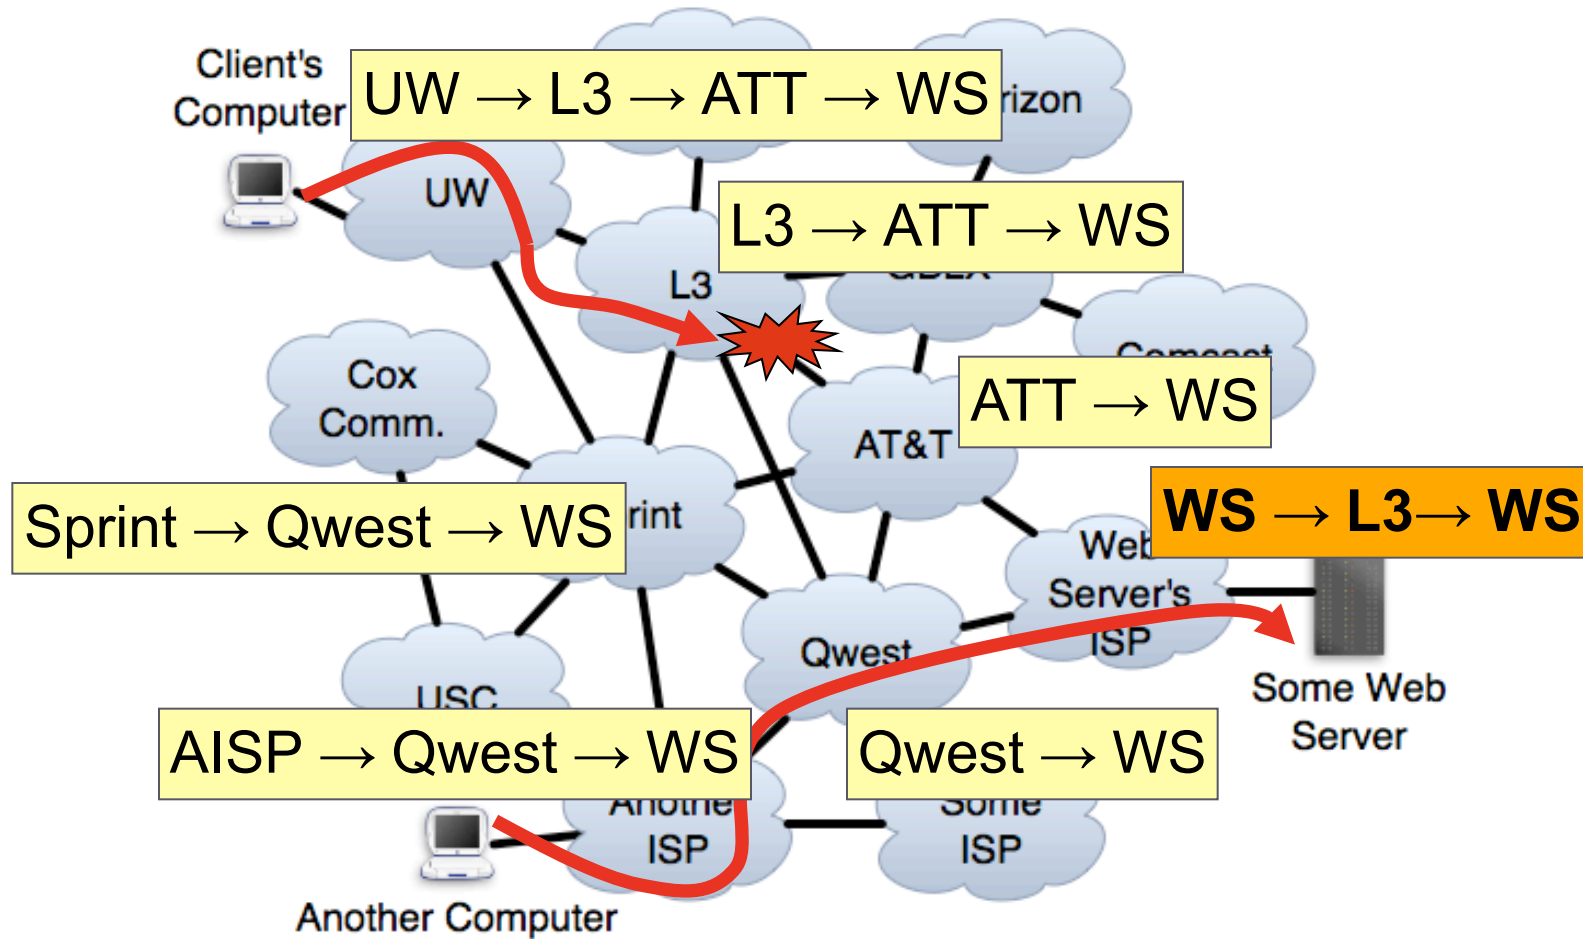 Client's
Computer
UW → L3 → ATT → WS
rizon
UW
L3 → ATT → WS
L3
Cox
Comm.
ATT → WS
AT&T
WS → L3→ WS
Sprint → Qwest → WS
rint
Web
Server's
ISP
Qwest
Some Web
Server
USC
AISP → Qwest → WS
Qwest → WS
ISP
Some
ISP
Another Computer